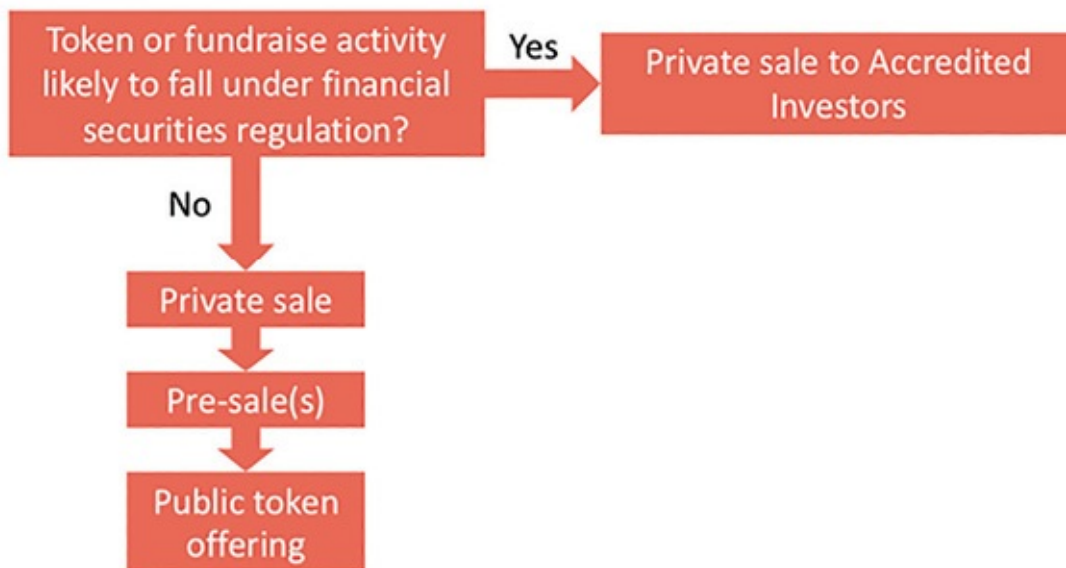 Token or fundraise activity
likely to fall under financial
securities regulation?
Yes
Private sale to Accredited
Investors
No
Private sale
Pre-sale(s)
Public token
offering